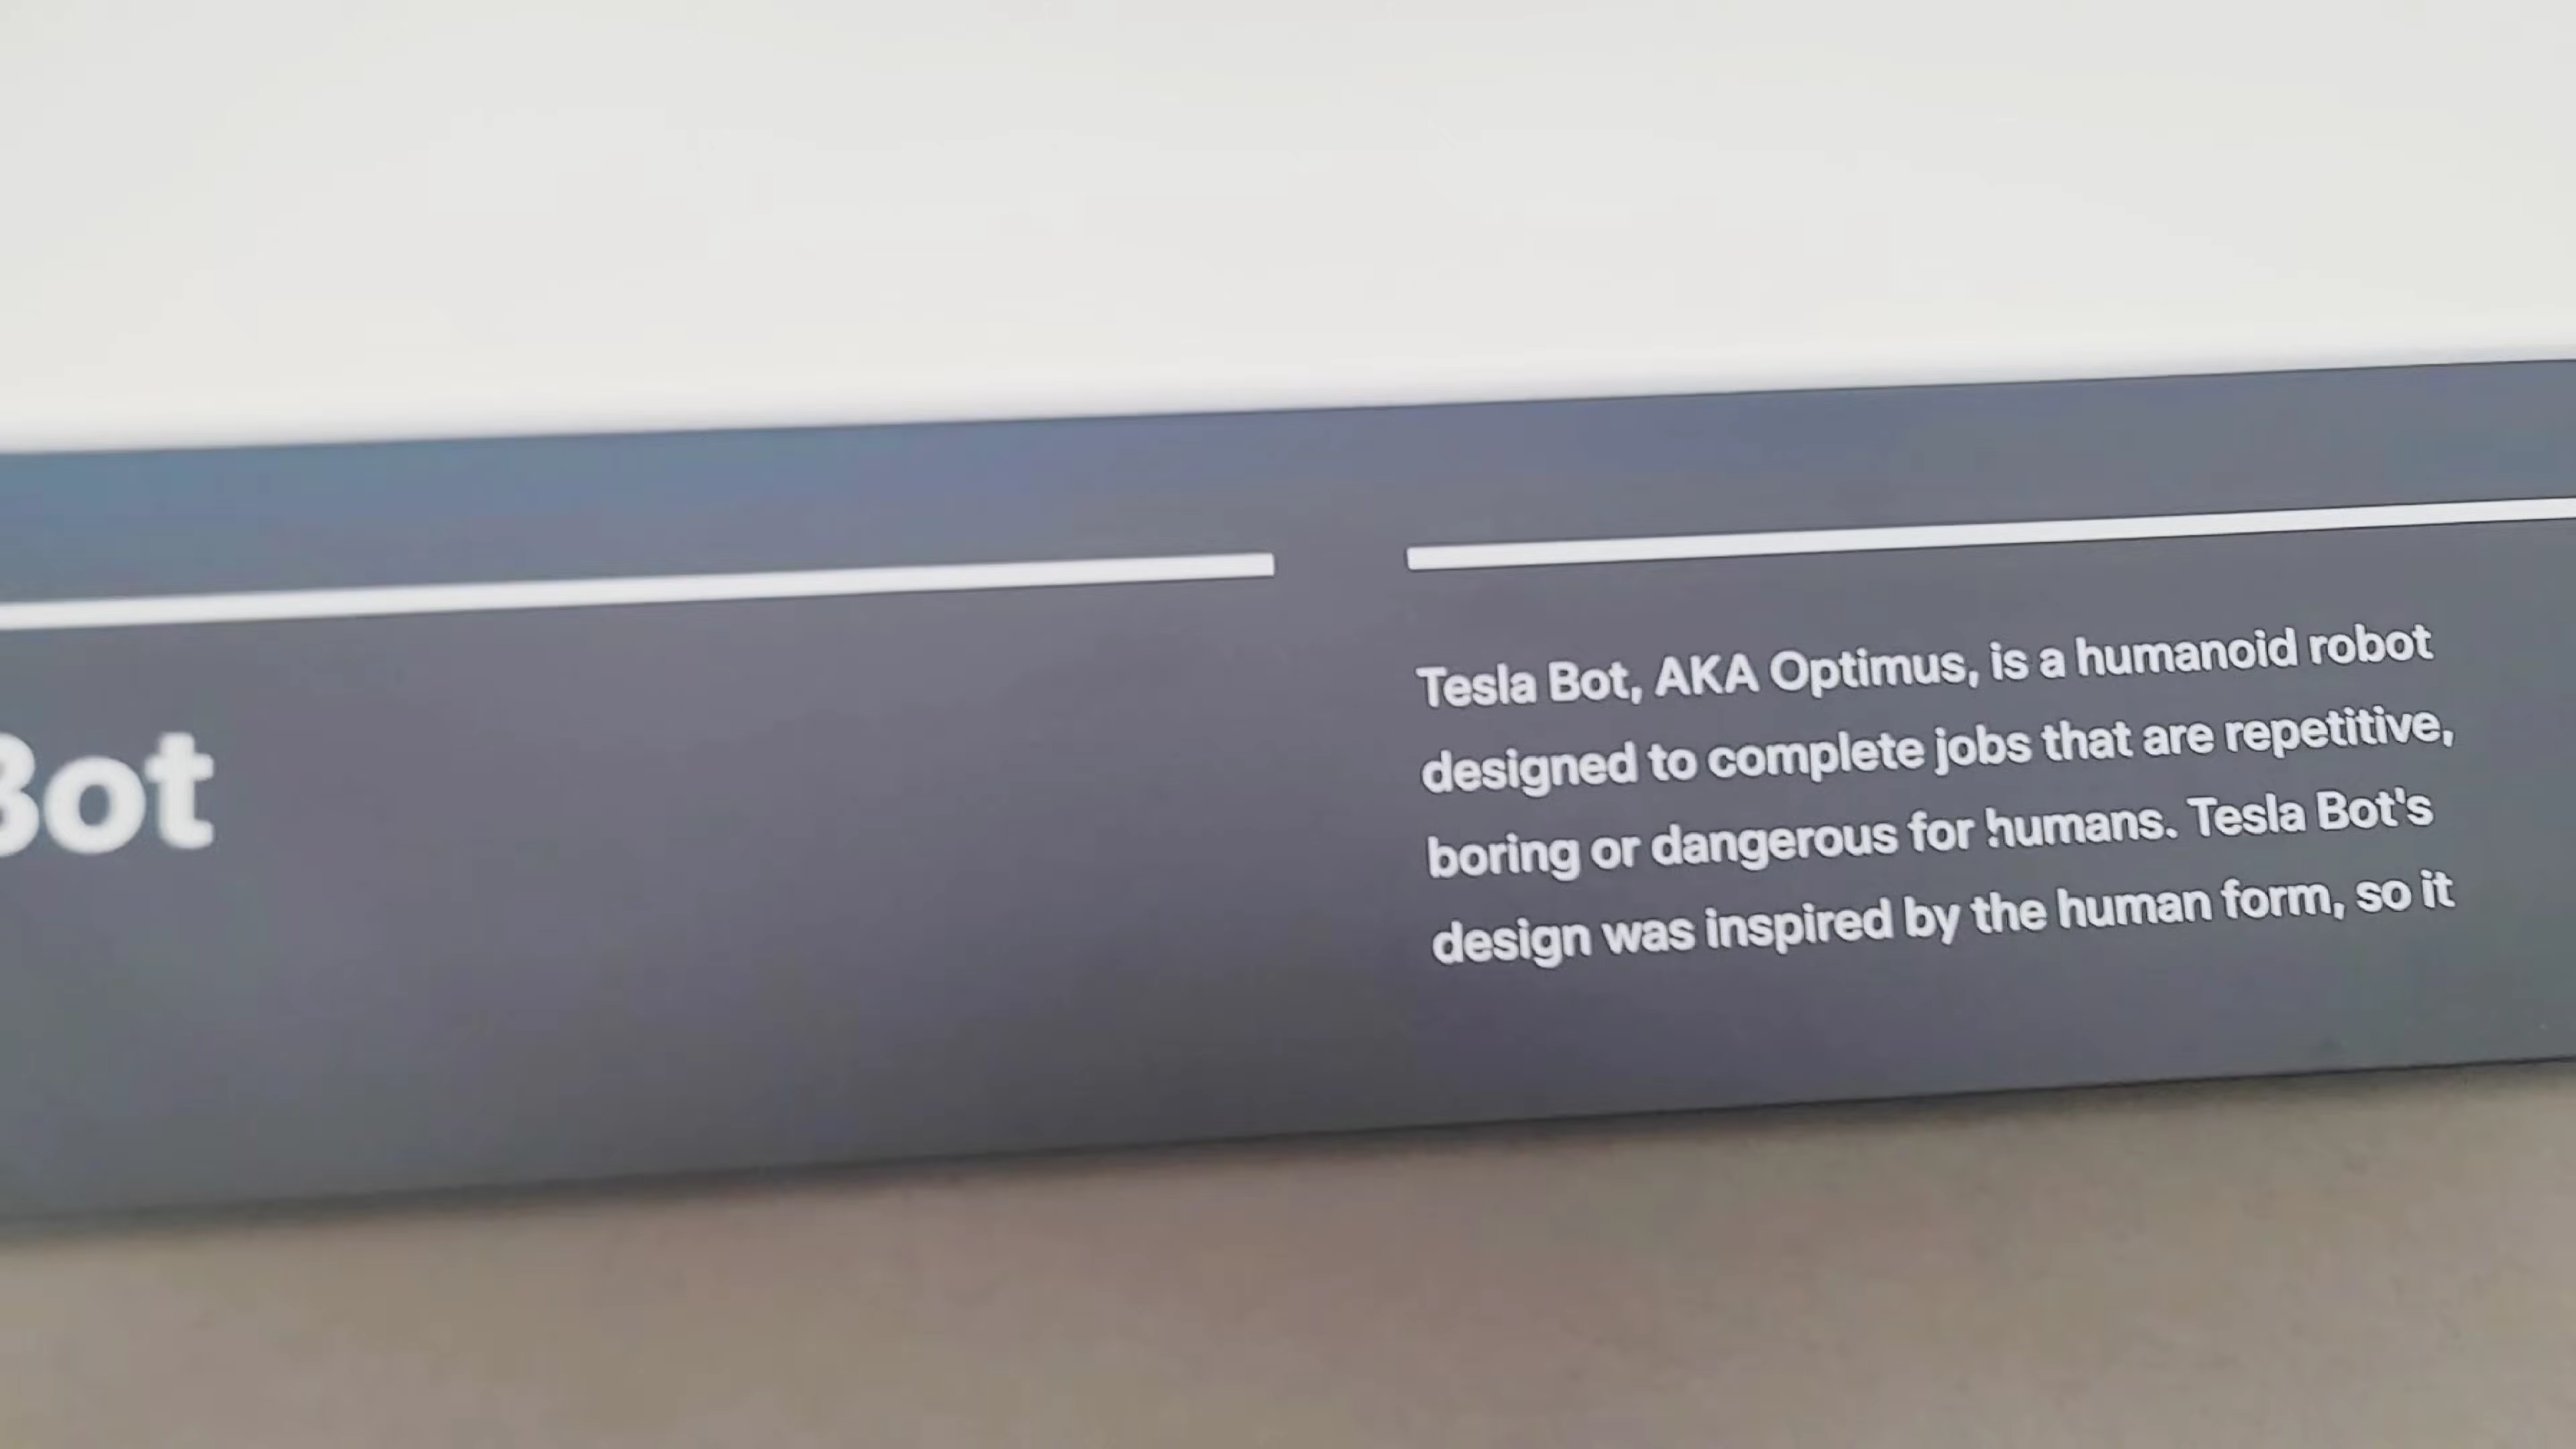 Bot
Tesla Bot, AKA Optimus, is a humanoid robot
designed to complete jobs that are repetitive,
boring or dangerous for humans. Tesla Bot's
design was inspired by the human form, so it